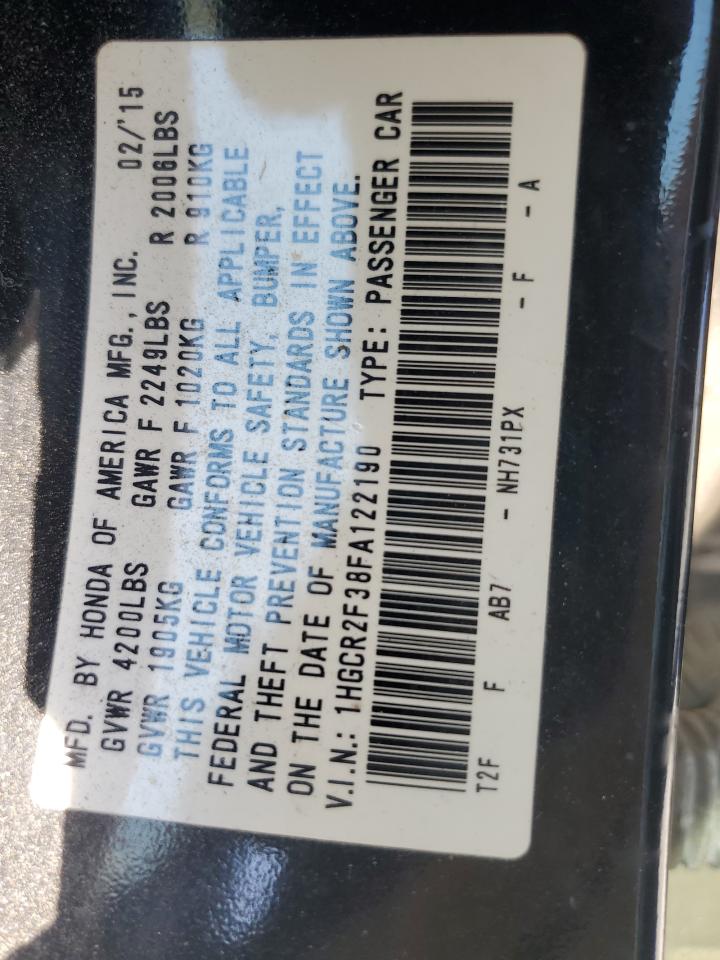 MFD. BY HONDA OF AMERICA MFG., INC. 02/'15
GVWR 4200LBS GAWR F 2249LBS R 2006LBS
GVWR 1905KG GAWR F 1020KG R 910KG
THIS VEHICLE CONFORMS TO ALL APPLICABLE
FEDERAL MOTOR VEHICLE SAFETY, BUMPER,
AND THEFT PREVENTION STANDARDS IN EFFECT
ON THE DATE OF MANUFACTURE SHOWN ABOVE.
V.I.N.: 1HGCR2F38FA122190 TYPE: PASSENGER CAR
T2F F AB7 - NH731PX - F - A